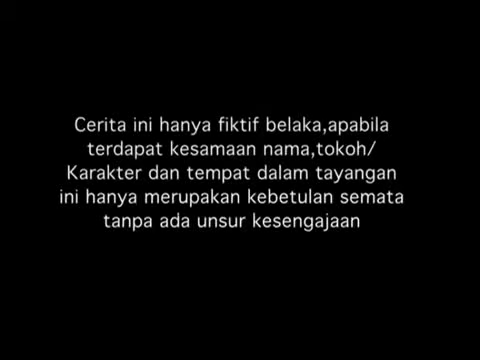 Cerita ini hanya fiktif belaka,apabila
terdapat kesamaan nama,tokoh/
Karakter dan tempat dalam tayangan
ini hanya merupakan kebetulan semata
tanpa ada unsur kesengajaan